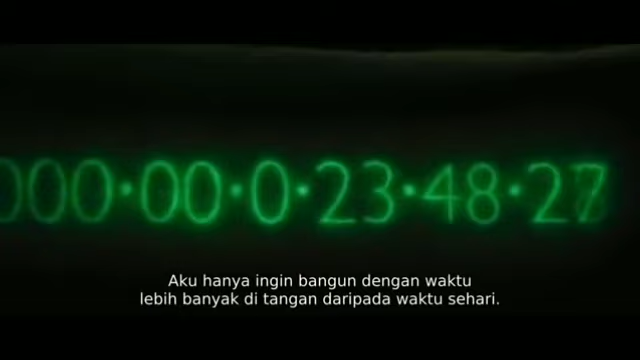 000·00·0·23·48·27
Aku hanya ingin bangun dengan waktu
lebih banyak di tangan daripada waktu sehari.